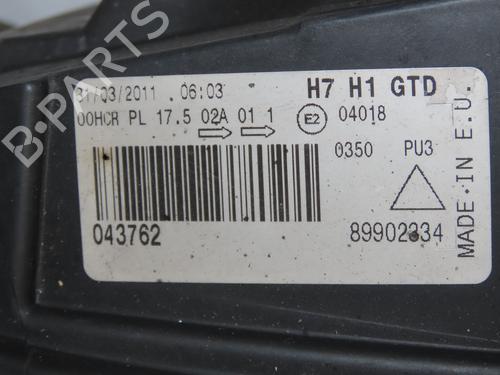 B-PARTS
31/03/2011 06:03 H7 H1 GTD
00HCR PL 17.5 02A 01 1 E2 04018
0350 PU3
043762 89902334
MADE IN E.U.